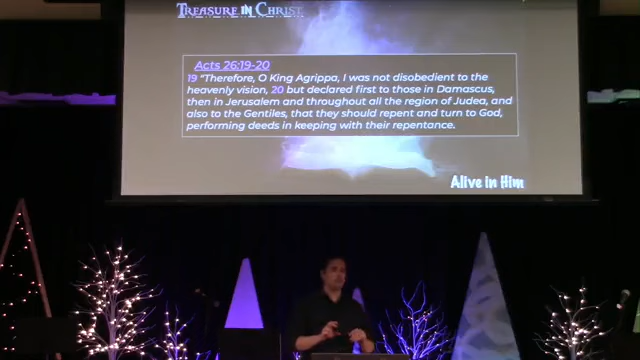 TREASURE IN CHRIST
Acts 26:19-20
19 “Therefore, O King Agrippa, I was not disobedient to the
heavenly vision, 20 but declared first to those in Damascus,
then in Jerusalem and throughout all the region of Judea, and
also to the Gentiles, that they should repent and turn to God,
performing deeds in keeping with their repentance.
Alive in Him